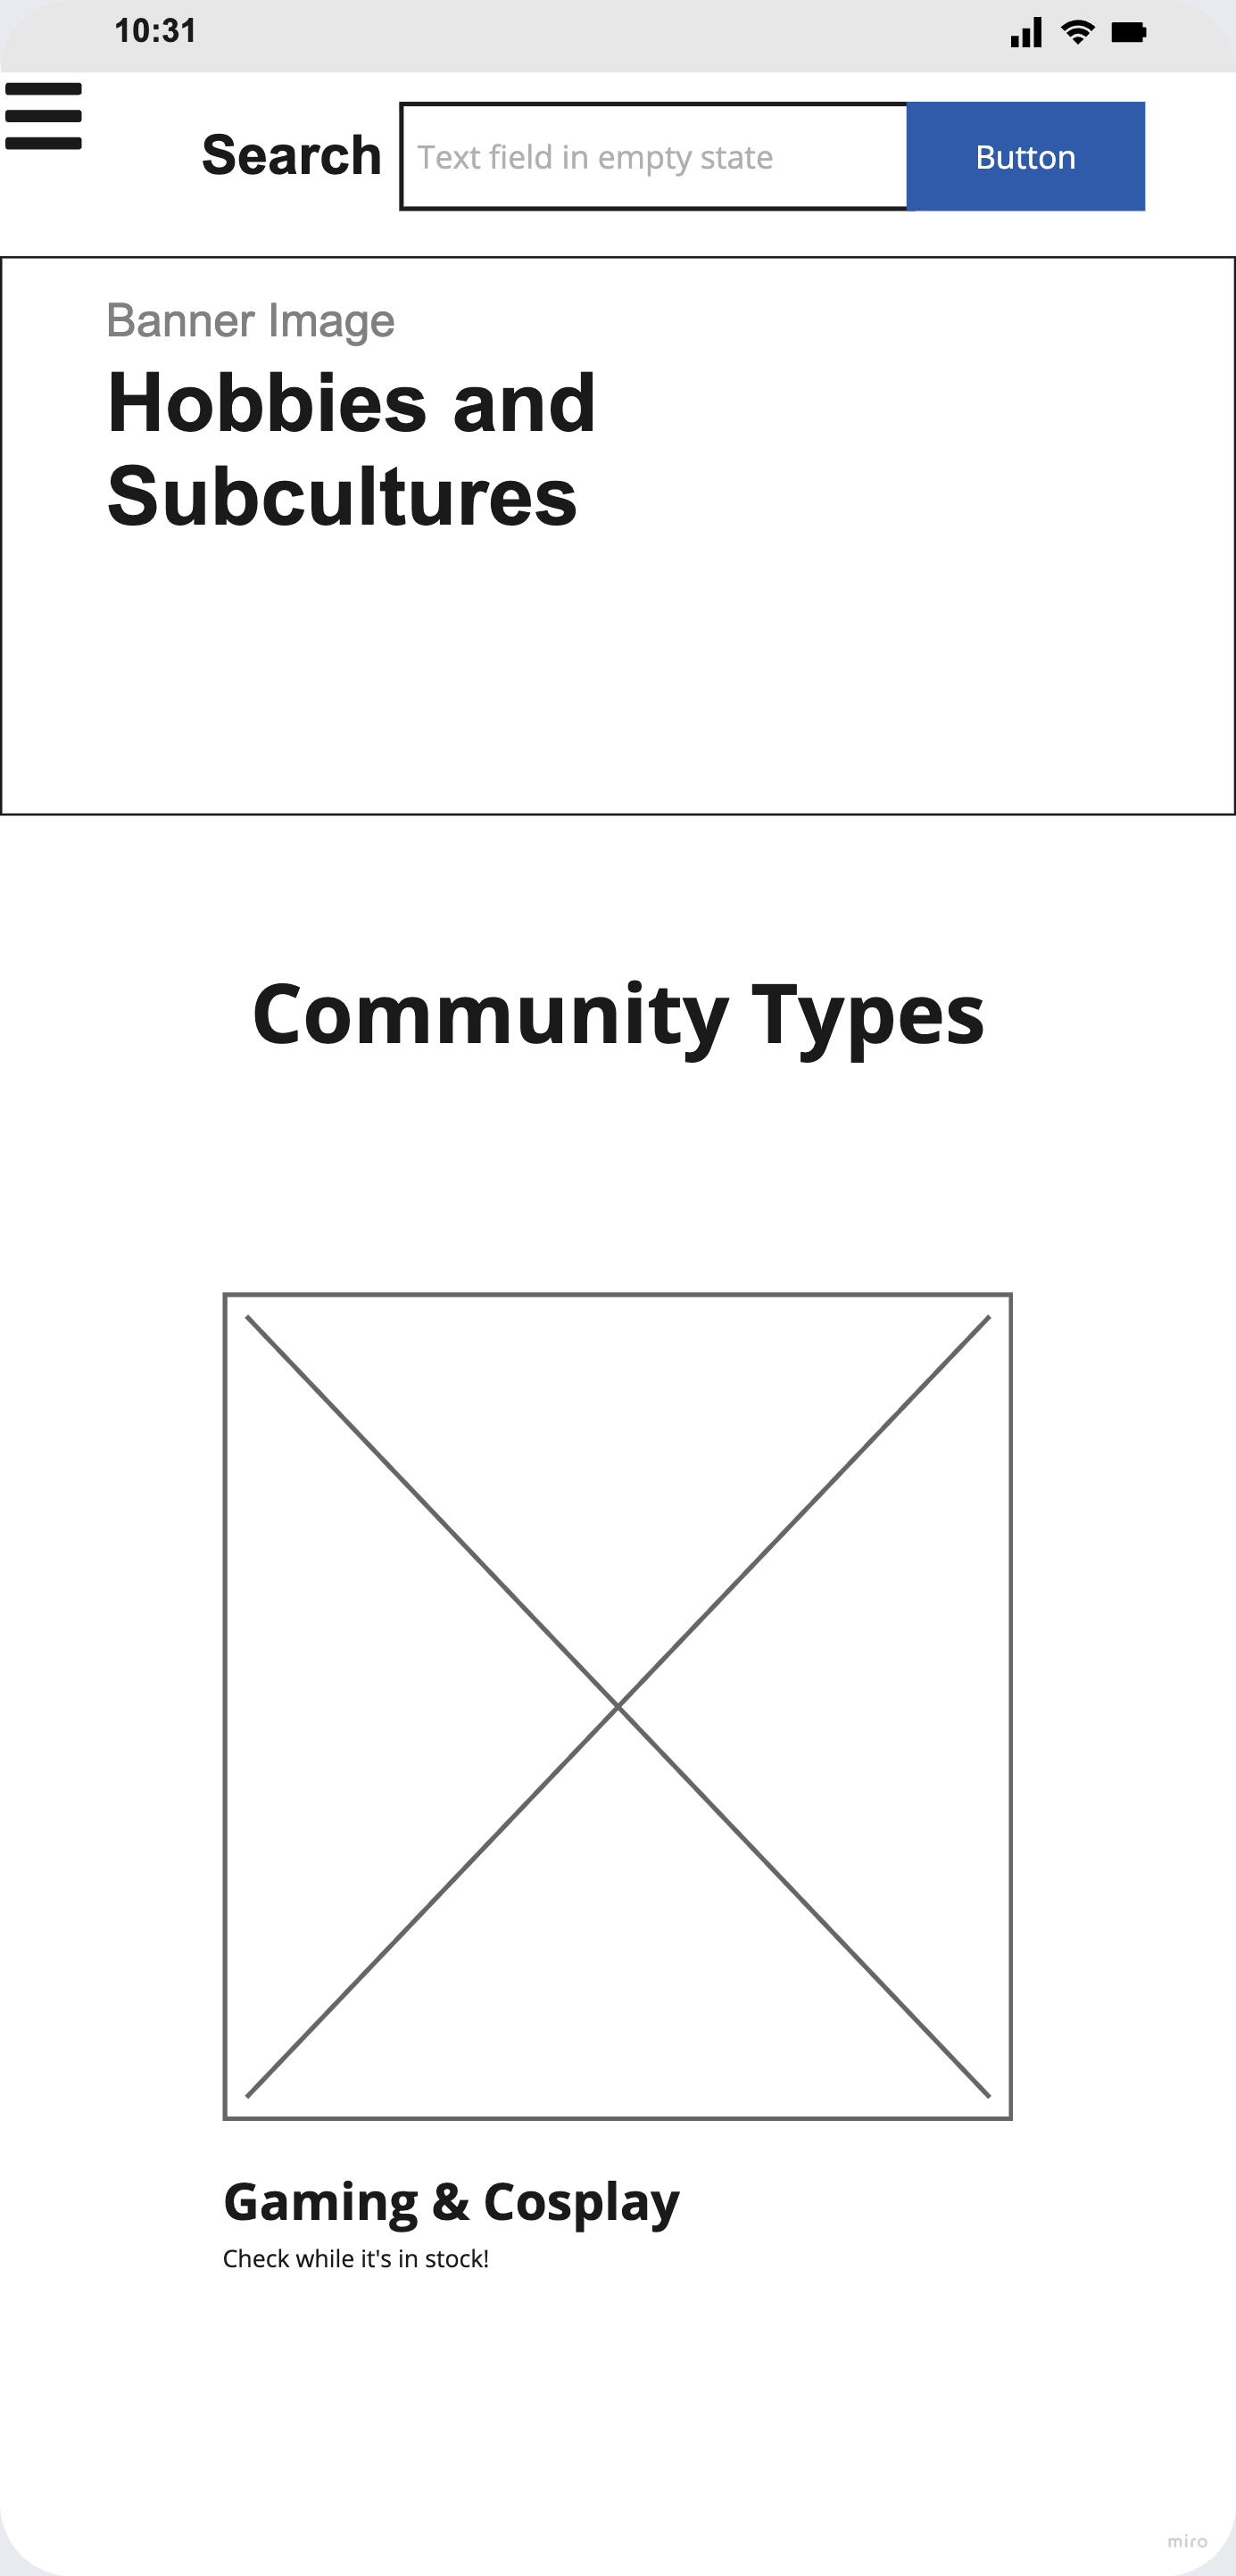 10:31
Search
Text field in empty state
Button
Banner Image
Hobbies and
Subcultures
Community Types
Gaming & Cosplay
Check while it's in stock!
miro